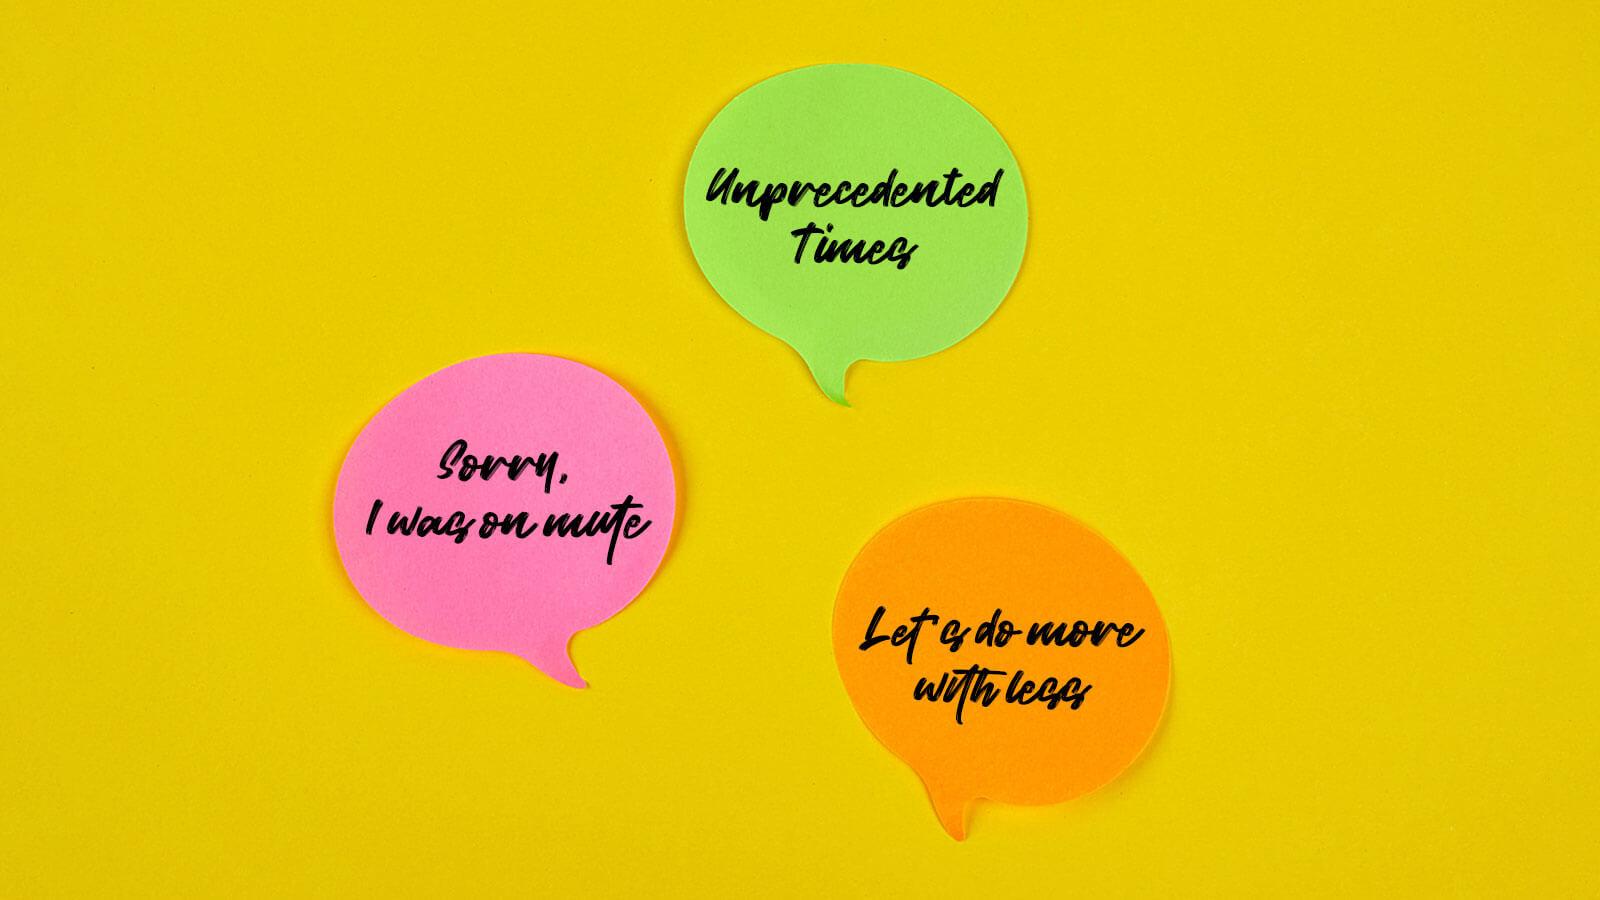 Unprecedented
Times
Sorry,
I was on mute
Let's do more
with less